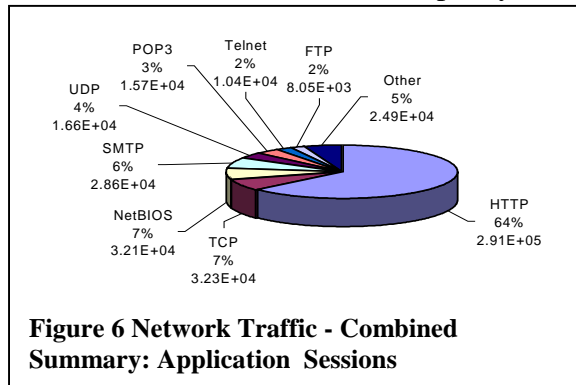 POP3
3%
1.57E+04
Telnet
2%
1.04E+04
FTP
2%
8.05E+03
Other
5%
2.49E+04
UDP
4%
1.66E+04
SMTP
6%
2.86E+04
NetBIOS
7%
3.21E+04
TCP
7%
3.23E+04
HTTP
64%
2.91E+05
Figure 6 Network Traffic - Combined
Summary: Application Sessions